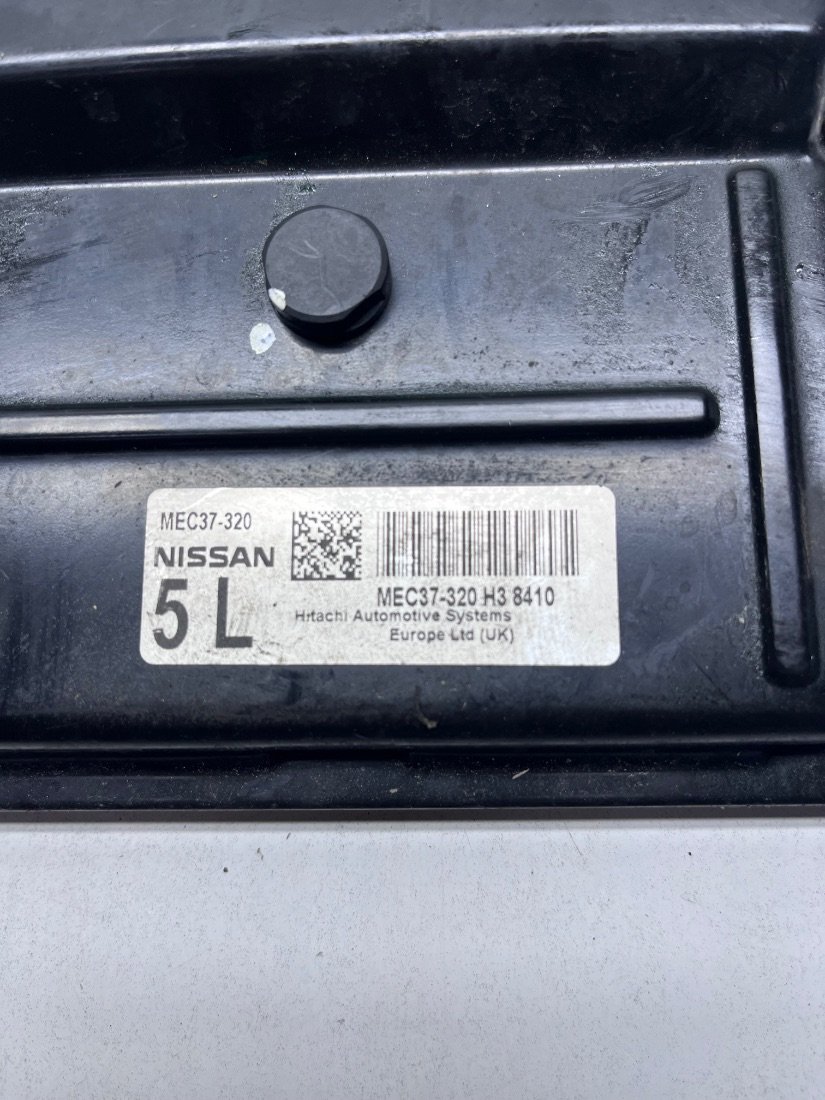 MEC37-320
NISSAN
5 L
MEC37-320 H3 8410
Hitachi Automotive Systems
Europe Ltd (UK)